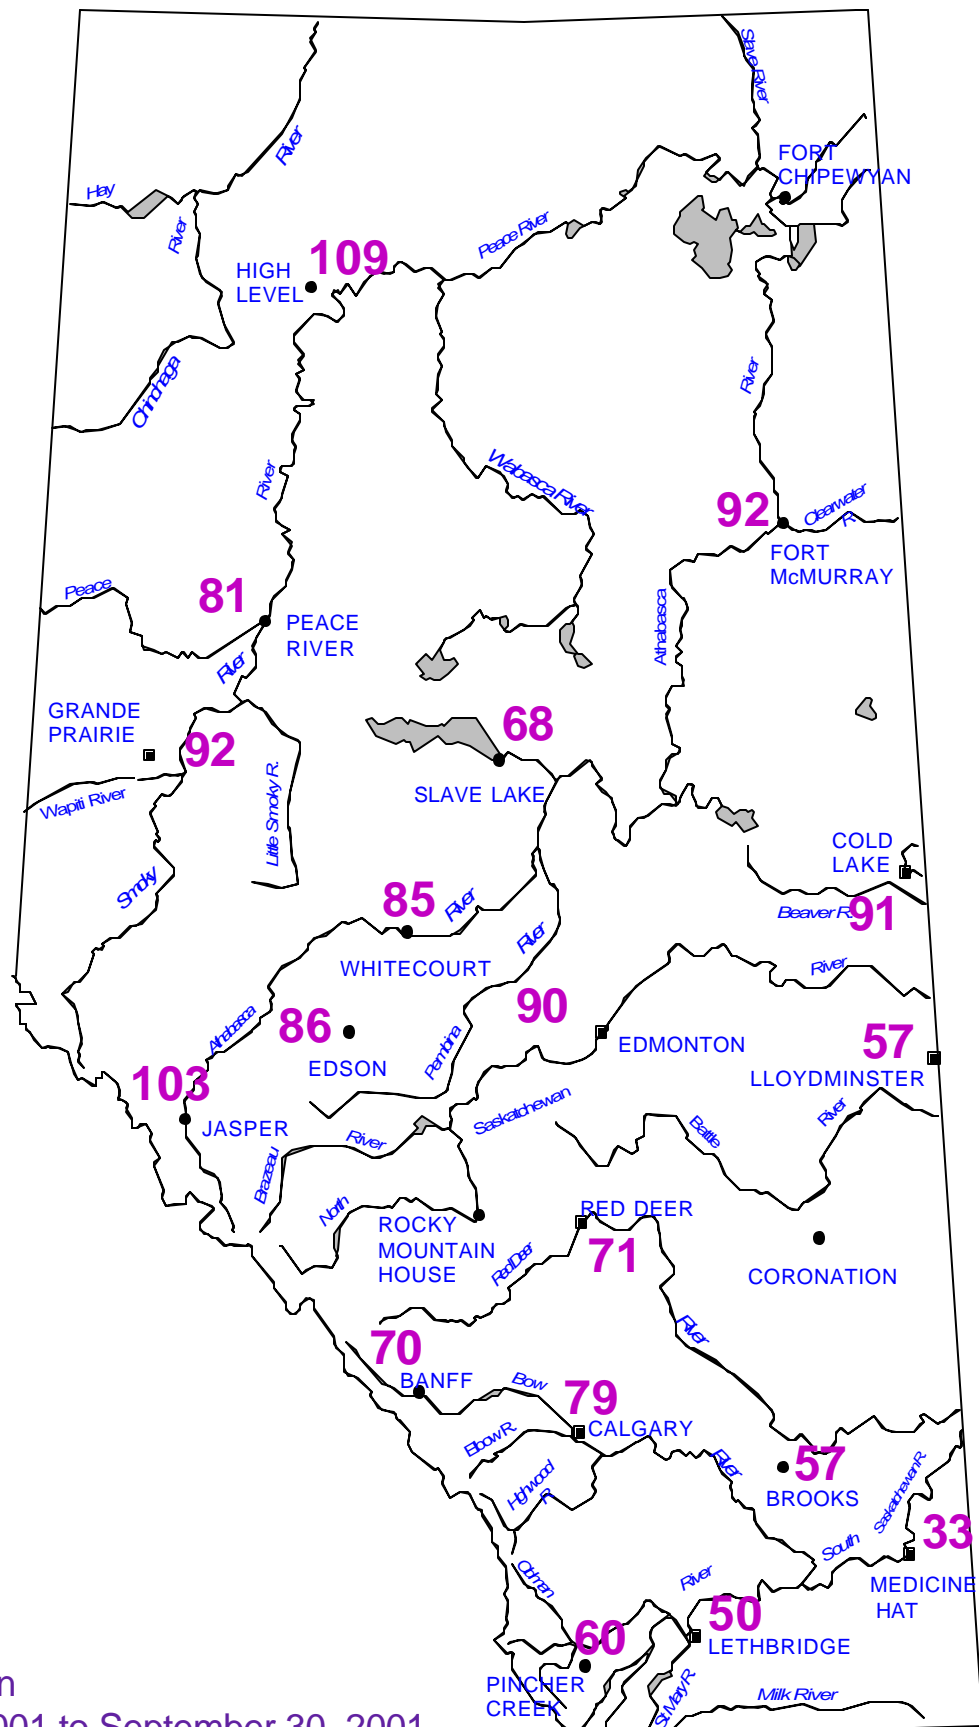 Slave River
FORT
CHIPEWYAN
River
Hay
River
Peace River
109
HIGH
LEVEL
River
Chinchaga
River
Wabasca River
92
Clearwater
R.
FORT
McMURRAY
Peace
81
PEACE
RIVER
River
Athabasca
GRANDE
PRAIRIE
92
68
Wapiti River
Little Smoky R.
SLAVE LAKE
COLD
LAKE
Smoky
85
River
Beaver R.
91
River
WHITECOURT
River
90
Athabasca
86
EDSON
Pembina
EDMONTON
57
LLOYDMINSTER
103
JASPER
Saskatchewan
River
Battle
River
Brazeau
North
ROCKY
MOUNTAIN
HOUSE
RED DEER
71
Red Deer
CORONATION
River
70
BANFF
Bow
79
CALGARY
Elbow R.
Highwood
R.
River
57
BROOKS
Saskatchewan R.
33
South
MEDICINE
HAT
Oldman
River
50
LETHBRIDGE
60
PINCHER
CREEK
St. Mary R.
Milk River
n
001 to September 30, 2001